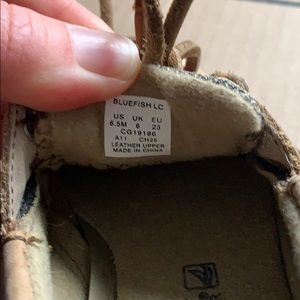 BLUEFISH LC
US UK EU
6.5M 6 23
CG19186
A11 CH25
LEATHER UPPER
MADE IN CHINA